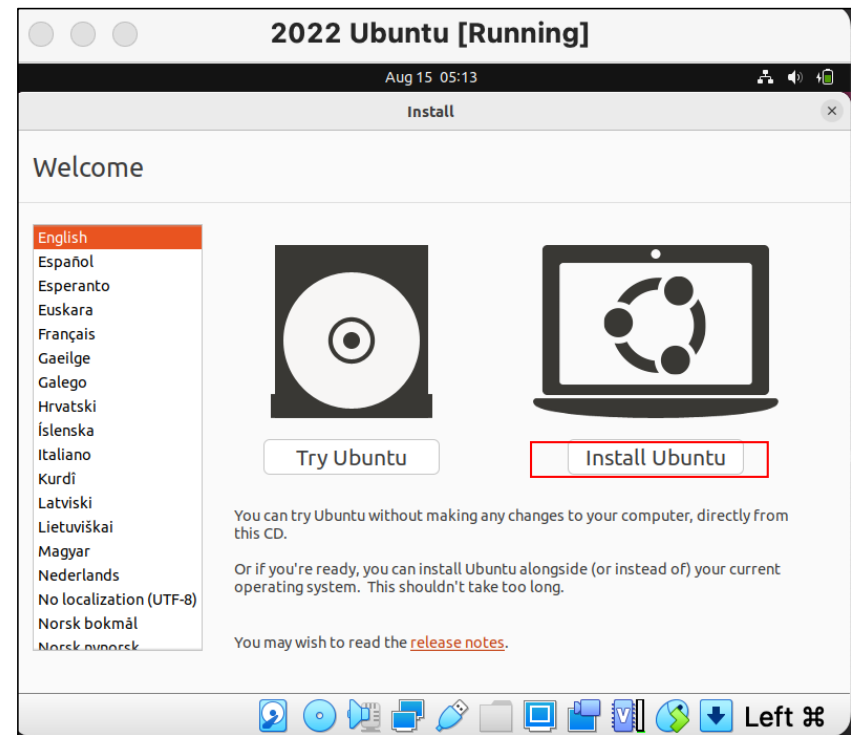 2022 Ubuntu [Running]
Aug 15 05:13
Install
Welcome
English
Español
Esperanto
Euskara
Français
Gaeilge
Galego
Hrvatski
Íslenska
Italiano
Kurdî
Latviski
Lietuviškai
Magyar
Nederlands
No localization (UTF-8)
Norsk bokmål
Norsk nynorsk
Try Ubuntu
Install Ubuntu
You can try Ubuntu without making any changes to your computer, directly from
this CD.
Or if you're ready, you can install Ubuntu alongside (or instead of) your current
operating system. This shouldn't take too long.
You may wish to read the release notes.
Left ⌘